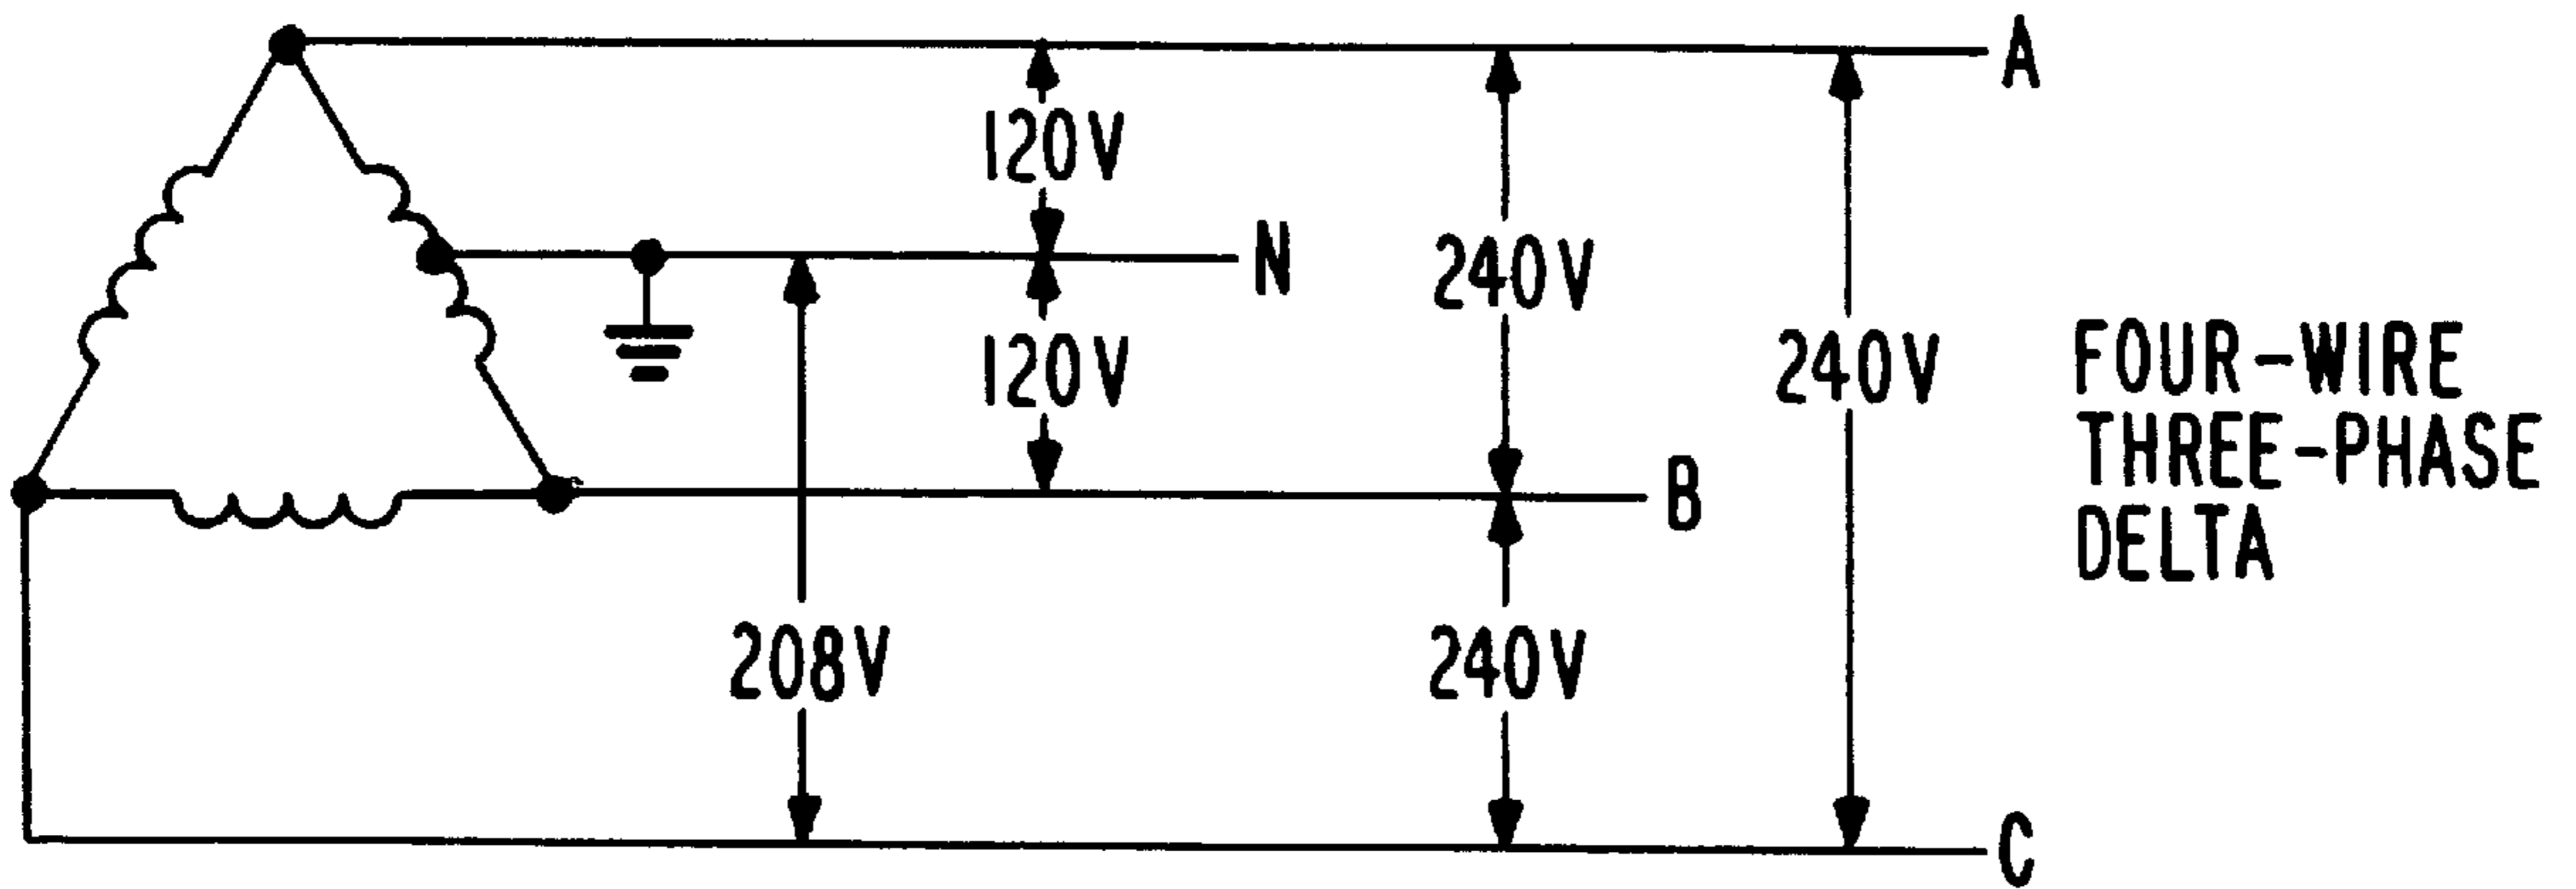 A
120V
N
240V
120V
240V
B
208V
240V
C
FOUR-WIRE
THREE-PHASE
DELTA